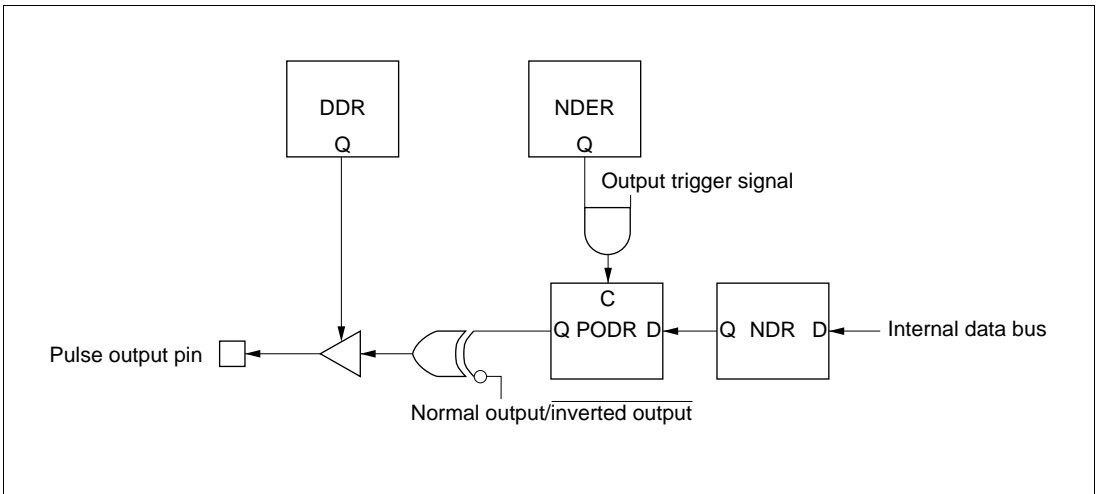 DDR
Q
NDER
Q
Output trigger signal
C
Q PODR D
Q NDR D
Internal data bus
Pulse output pin
Normal output/inverted output